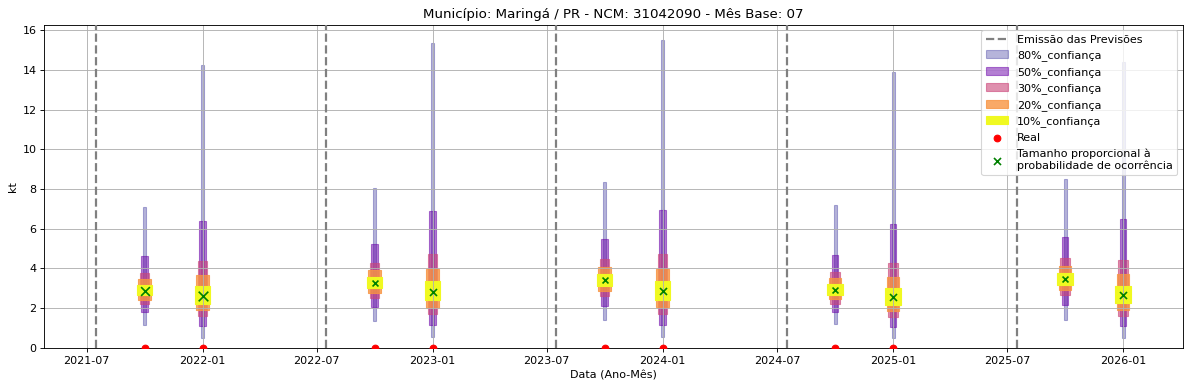 Município: Maringá / PR - NCM: 31042090 - Mês Base: 07
16
14
12
10
8
6
4
2
0
kt
Emissão das Previsões
80%_confiança
50%_confiança
30%_confiança
20%_confiança
10%_confiança
Real
Tamanho proporcional à
probabilidade de ocorrência
2021-07 2022-01 2022-07 2023-01 2023-07 2024-01 2024-07 2025-01 2025-07 2026-01
Data (Ano-Mês)